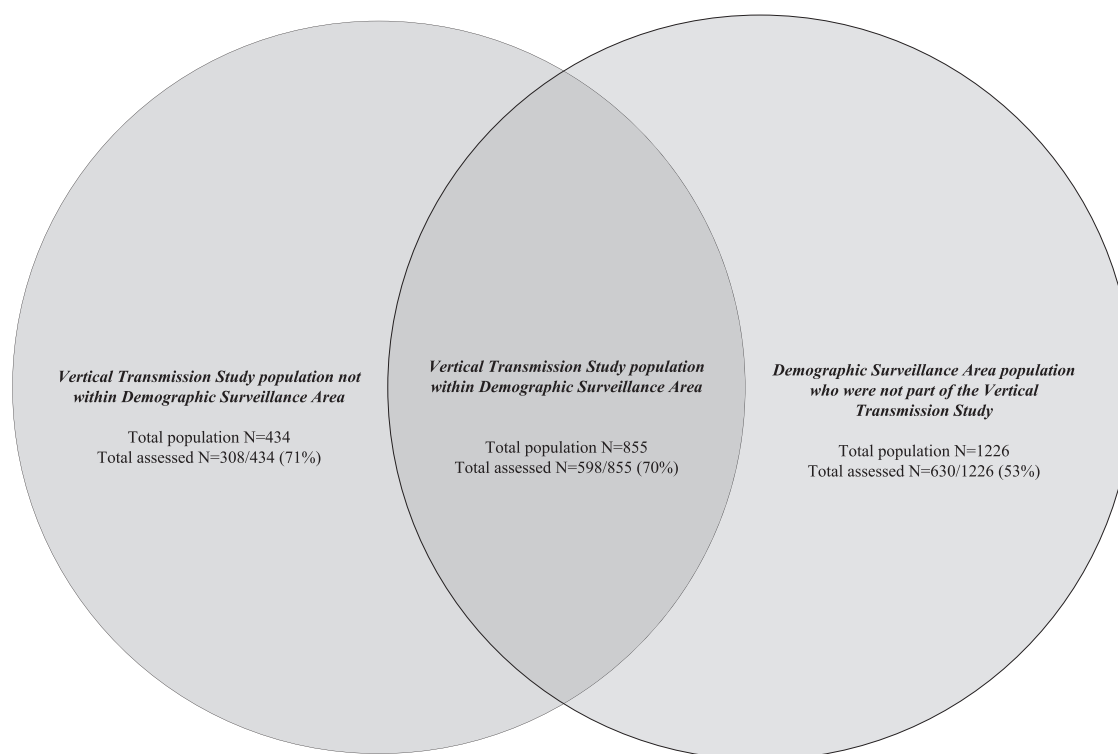 Vertical Transmission Study population not
within Demographic Surveillance Area
Total population N=434
Total assessed N=308/434 (71%)
Vertical Transmission Study population
within Demographic Surveillance Area
Total population N=855
Total assessed N=598/855 (70%)
Demographic Surveillance Area population
who were not part of the Vertical
Transmission Study
Total population N=1226
Total assessed N=630/1226 (53%)